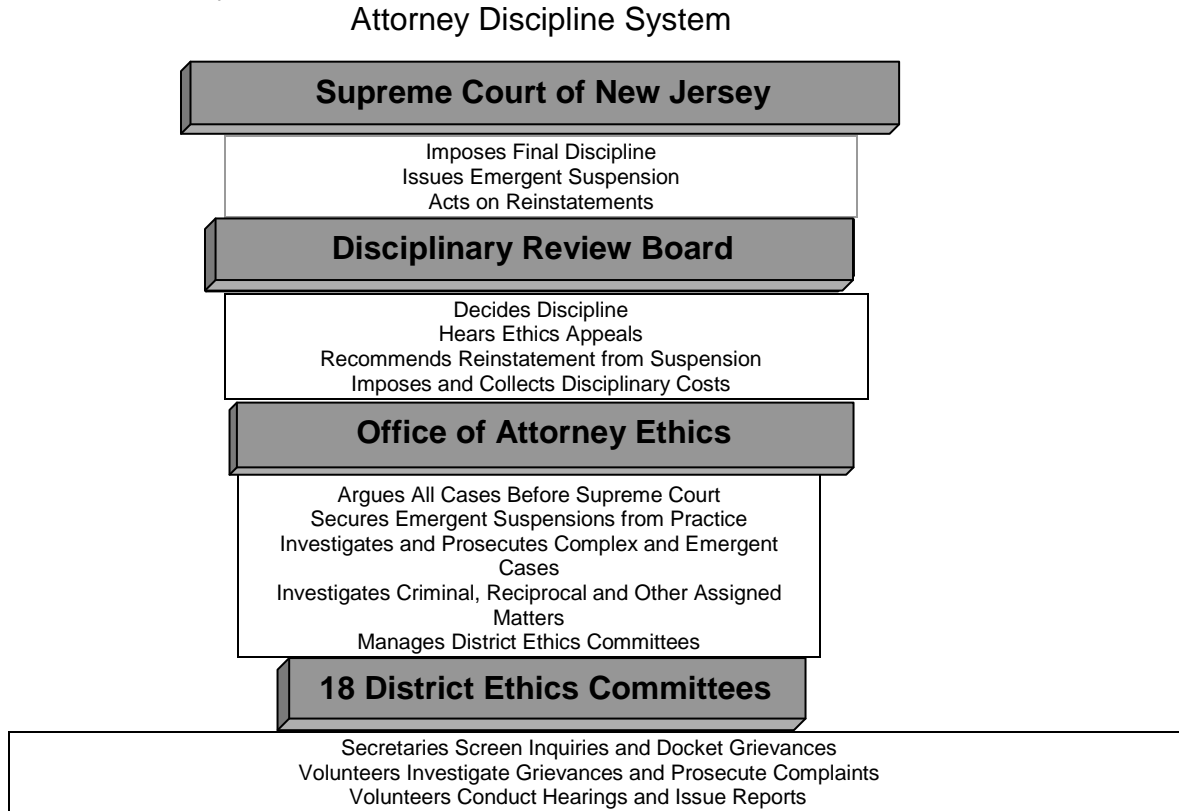 Attorney Discipline System
Supreme Court of New Jersey
Imposes Final Discipline
Issues Emergent Suspension
Acts on Reinstatements
Disciplinary Review Board
Decides Discipline
Hears Ethics Appeals
Recommends Reinstatement from Suspension
Imposes and Collects Disciplinary Costs
Office of Attorney Ethics
Argues All Cases Before Supreme Court
Secures Emergent Suspensions from Practice
Investigates and Prosecutes Complex and Emergent
Cases
Investigates Criminal, Reciprocal and Other Assigned
Matters
Manages District Ethics Committees
18 District Ethics Committees
Secretaries Screen Inquiries and Docket Grievances
Volunteers Investigate Grievances and Prosecute Complaints
Volunteers Conduct Hearings and Issue Reports